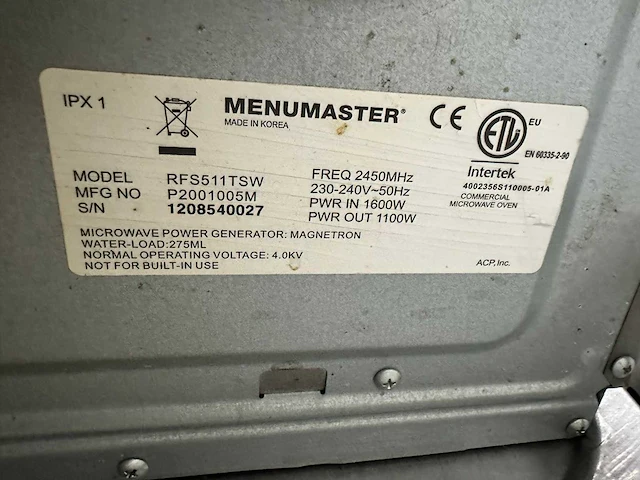 IPX 1
MENUMASTER®
MADE IN KOREA
CE
ETL
EU
EN 60335-2-90
Intertek
4002356S110005-01A
COMMERCIAL
MICROWAVE OVEN
MODEL RFS511TSW
MFG NO P2001005M
S/N 1208540027
FREQ 2450MHz
230-240V~50Hz
PWR IN 1600W
PWR OUT 1100W
MICROWAVE POWER GENERATOR: MAGNETRON
WATER-LOAD:275ML
NORMAL OPERATING VOLTAGE: 4.0KV
NOT FOR BUILT-IN USE
ACP, Inc.